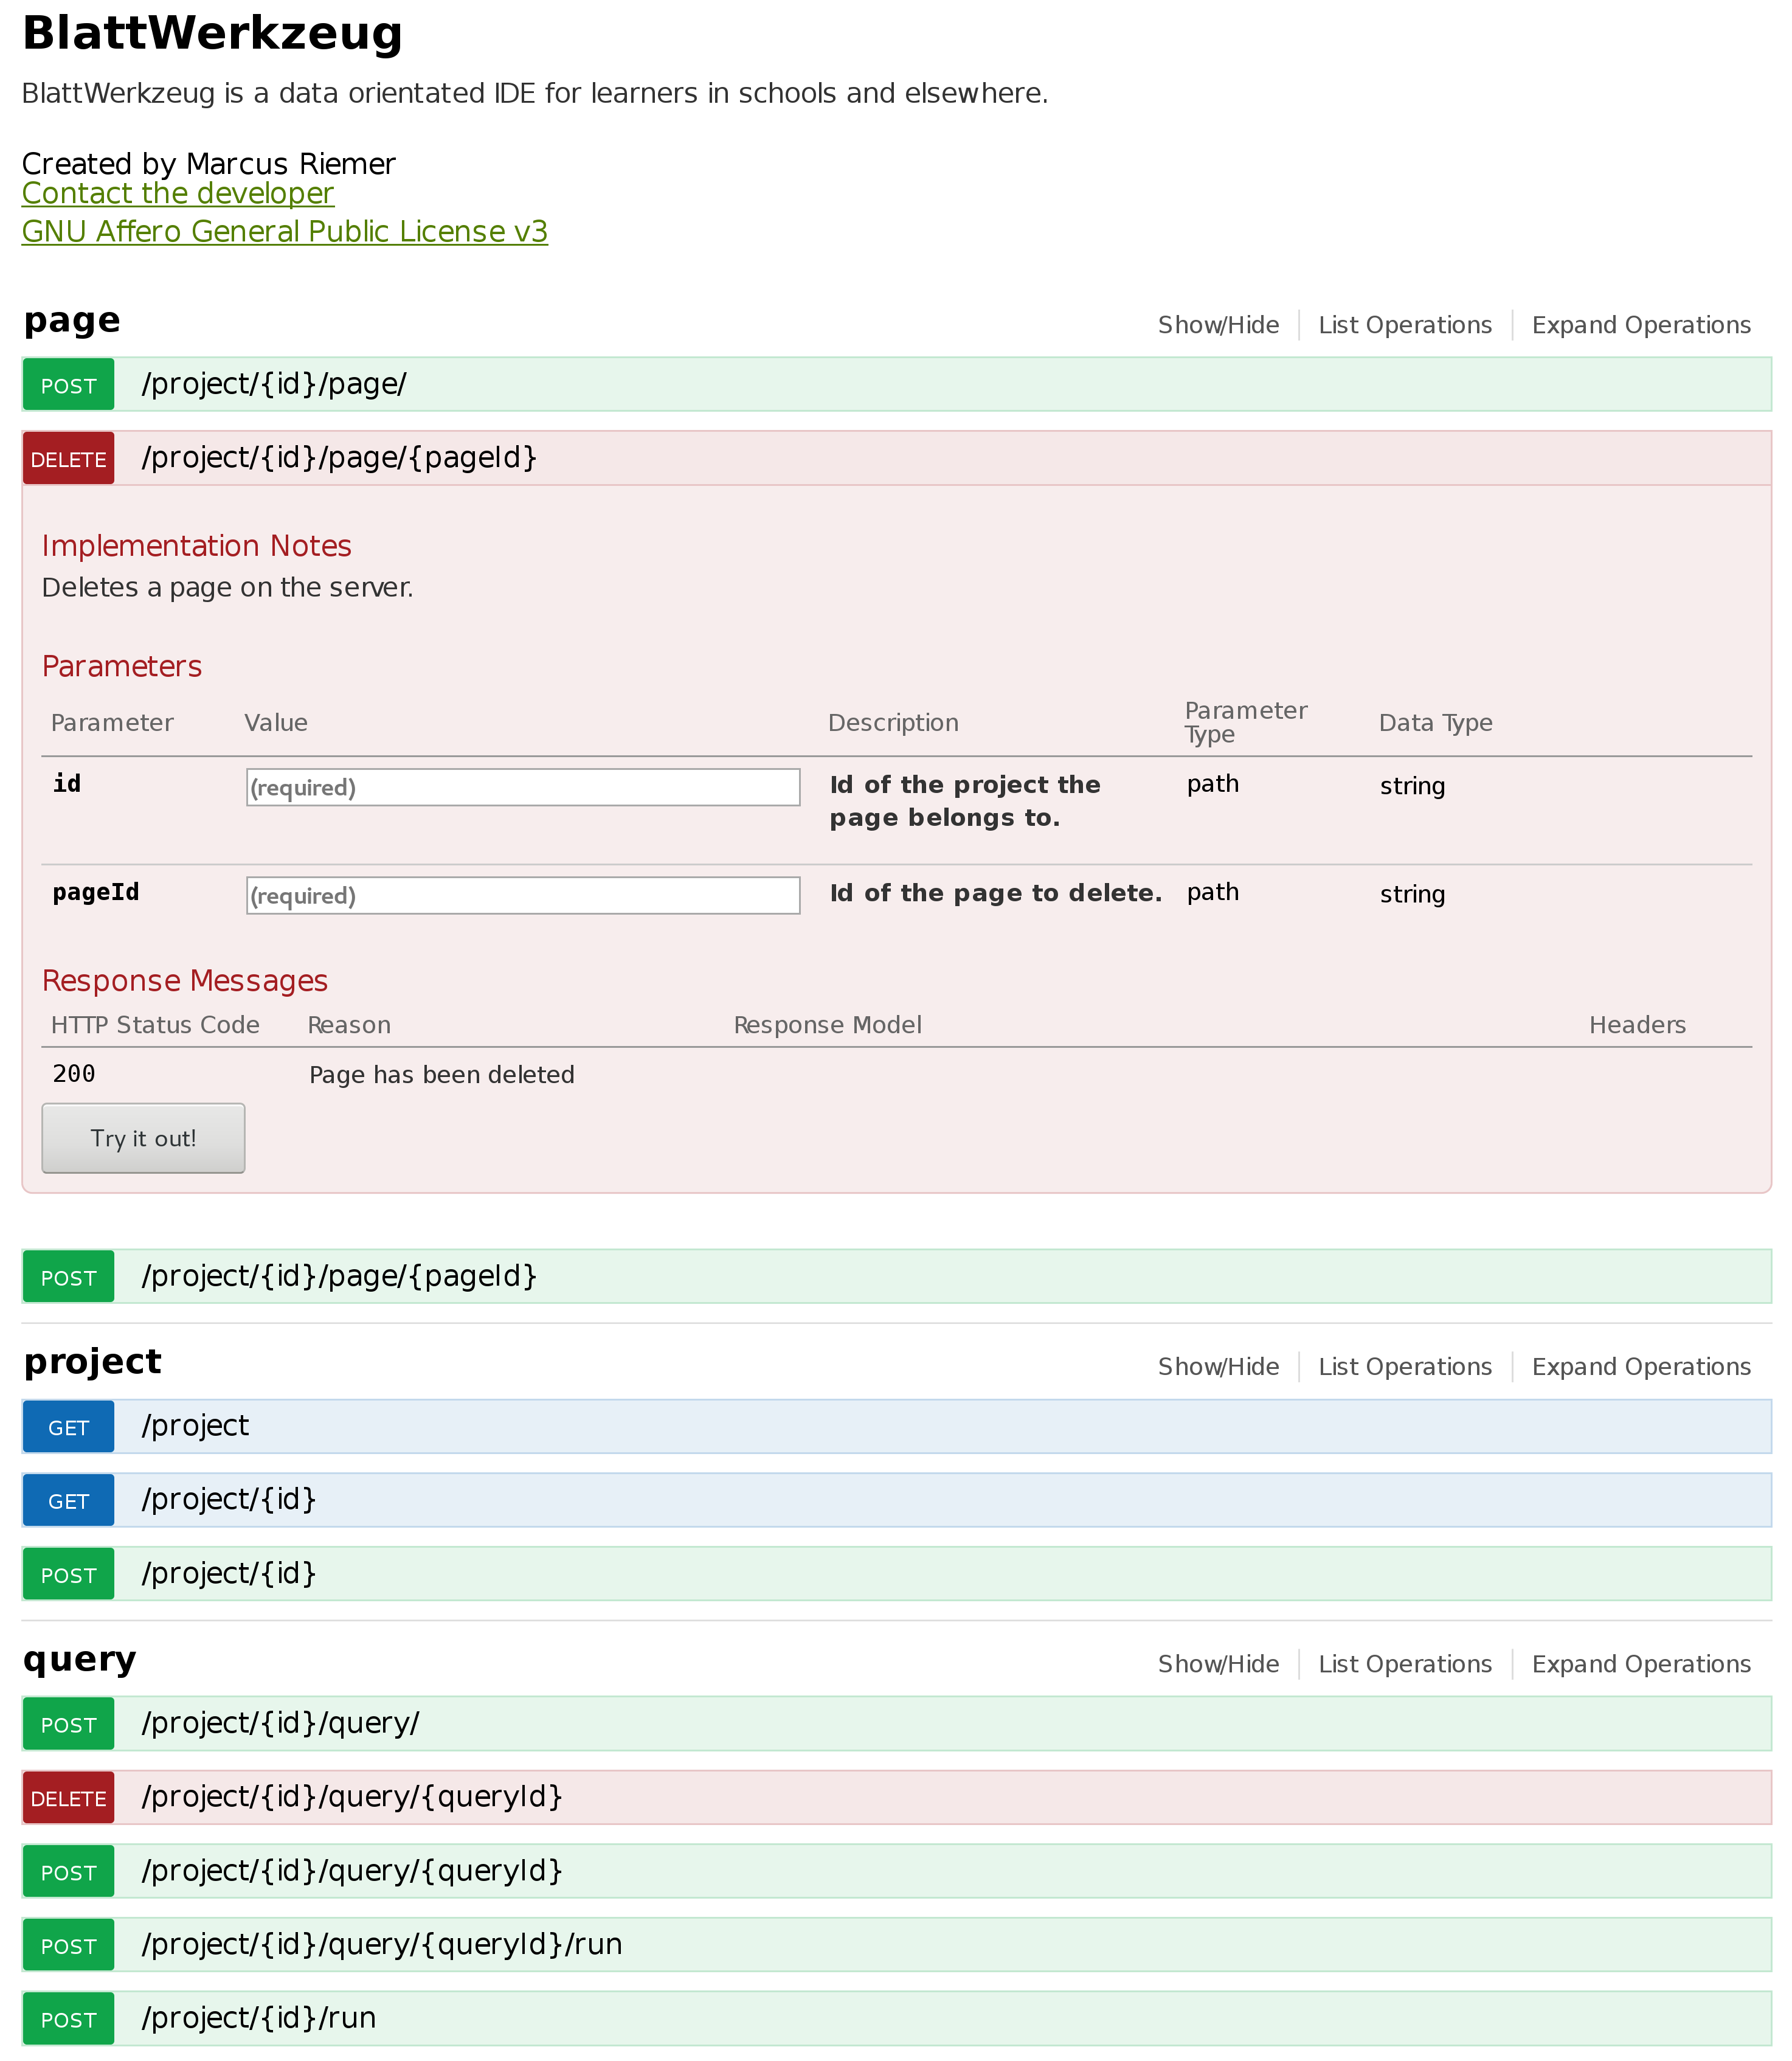 BlattWerkzeug
BlattWerkzeug is a data orientated IDE for learners in schools and elsewhere.
Created by Marcus Riemer
Contact the developer
GNU Affero General Public License v3
page
Show/Hide
List Operations
Expand Operations
POST /project/{id}/page/
DELETE /project/{id}/page/{pageId}
Implementation Notes
Deletes a page on the server.
Parameters
Parameter Value Description Parameter Type Data Type
id (required) Id of the project the page belongs to. path string
pageId (required) Id of the page to delete. path string
Response Messages
HTTP Status Code Reason Response Model Headers
200 Page has been deleted
Try it out!
POST /project/{id}/page/{pageId}
project
Show/Hide
List Operations
Expand Operations
GET /project
GET /project/{id}
POST /project/{id}
query
Show/Hide
List Operations
Expand Operations
POST /project/{id}/query/
DELETE /project/{id}/query/{queryId}
POST /project/{id}/query/{queryId}
POST /project/{id}/query/{queryId}/run
POST /project/{id}/run